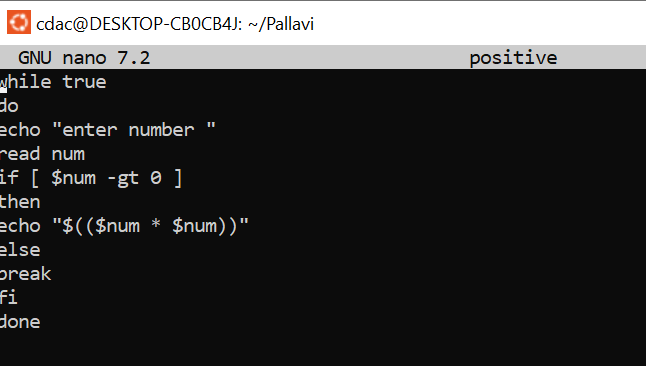 cdac@DESKTOP-CB0CB4J: ~/Pallavi
GNU nano 7.2 positive
while true
do
echo "enter number "
read num
if [ $num -gt 0 ]
then
echo "$(($num * $num))"
else
break
fi
done